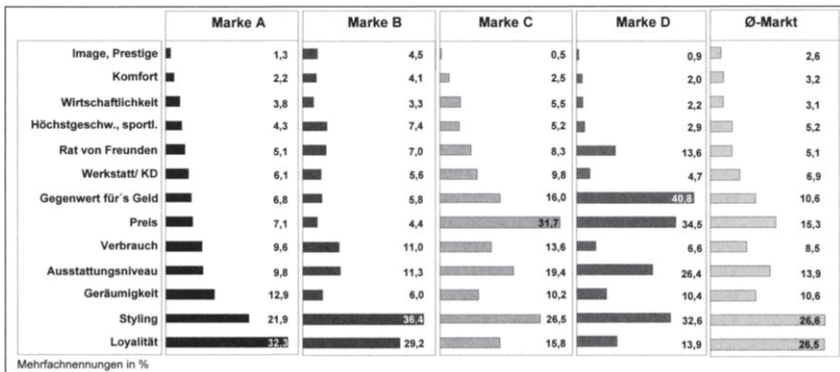 Marke A Marke B Marke C Marke D Ø-Markt
Image, Prestige 1,3 4,5 0,5 0,9 2,6
Komfort 2,2 4,1 2,5 2,0 3,2
Wirtschaftlichkeit 3,8 3,3 5,5 2,2 3,1
Höchstgeschw., sportl. 4,3 7,4 5,2 2,9 5,2
Rat von Freunden 5,1 7,0 8,3 13,6 5,1
Werkstatt/ KD 6,1 5,6 9,8 4,7 6,9
Gegenwert für´s Geld 6,8 5,8 16,0 40,8 10,6
Preis 7,1 4,4 31,7 34,5 15,3
Verbrauch 9,6 11,0 13,6 6,6 8,5
Ausstattungsniveau 9,8 11,3 19,4 26,4 13,9
Geräumigkeit 12,9 6,0 10,2 10,4 10,6
Styling 21,9 36,4 26,5 32,6 26,6
Loyalität 32,3 29,2 15,8 13,9 26,5
Mehrfachnennungen in %